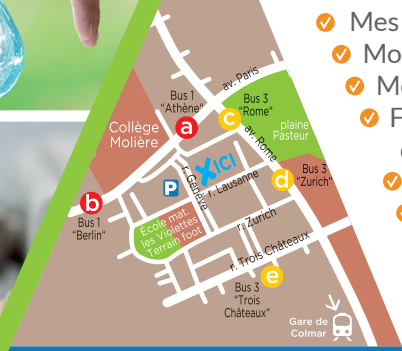 av. Paris
Bus 1
"Athène"
a
Bus 3
"Rome"
c
Collège
Molière
av. Rome
plaine
Pasteur
XICI
r. Genève
r. Lausanne
P
Bus 3
"Zurich"
d
b
Bus 1
"Berlin"
Ecole mat.
les Violettes
Terrain foot
r. Zurich
r. Trois Châteaux
e
Bus 3
"Trois
Châteaux"
Gare de
Colmar
Mes
Mo
F